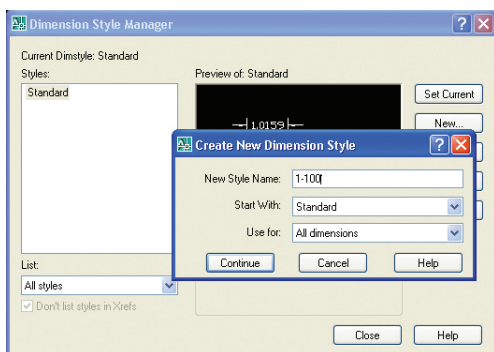 Dimension Style Manager
Current Dimstyle: Standard
Styles:
Standard
Preview of: Standard
1.0159
Set Current
New...
Create New Dimension Style
New Style Name:
1-100
Start With:
Standard
Use for:
All dimensions
Continue
Cancel
Help
List:
All styles
Don't list styles in Xrefs
Close
Help